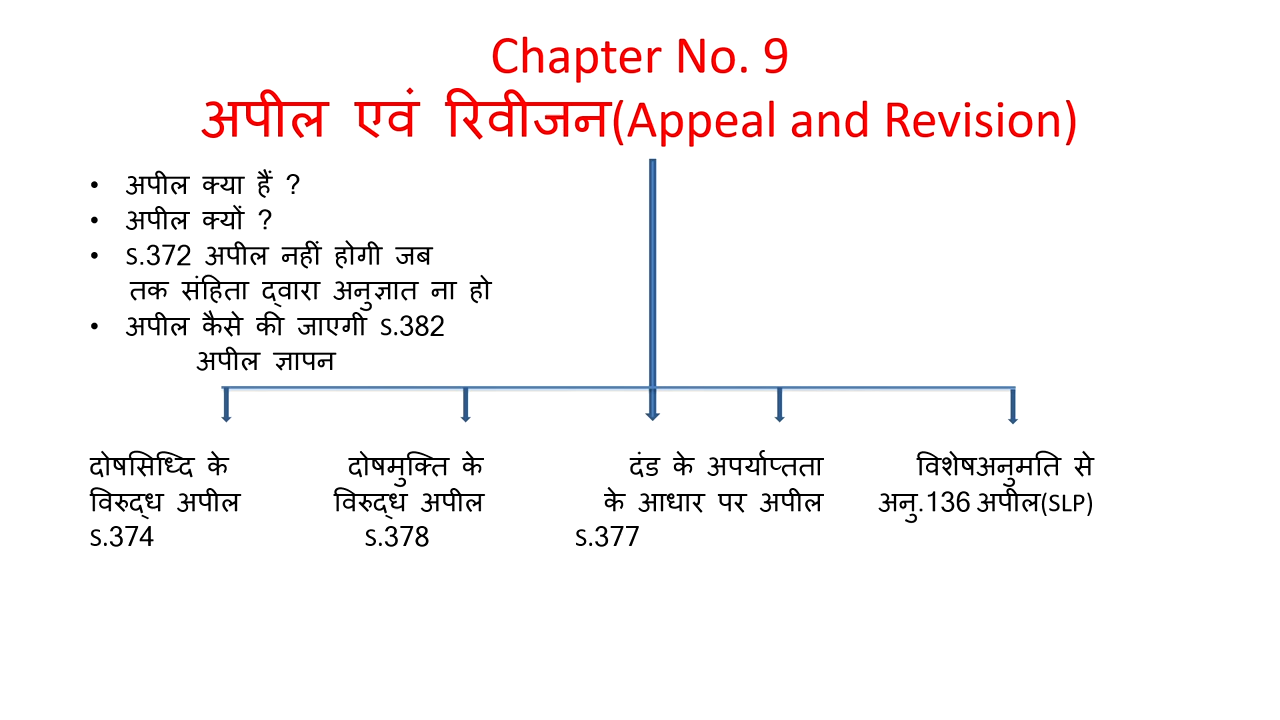 Chapter No. 9
अपील एवं रिवीजन(Appeal and Revision)
• अपील क्या हैं ?
• अपील क्यों ?
• S.372 अपील नहीं होगी जब
तक संहिता द्वारा अनुज्ञात ना हो
• अपील कैसे की जाएगी S.382
अपील ज्ञापन
दोषसिध्दि के
विरुद्ध अपील
S.374
दोषमुक्ति के
विरुद्ध अपील
S.378
दंड के अपर्याप्तता
के आधार पर अपील
S.377
विशेषअनुमति से
अनु.136 अपील(SLP)